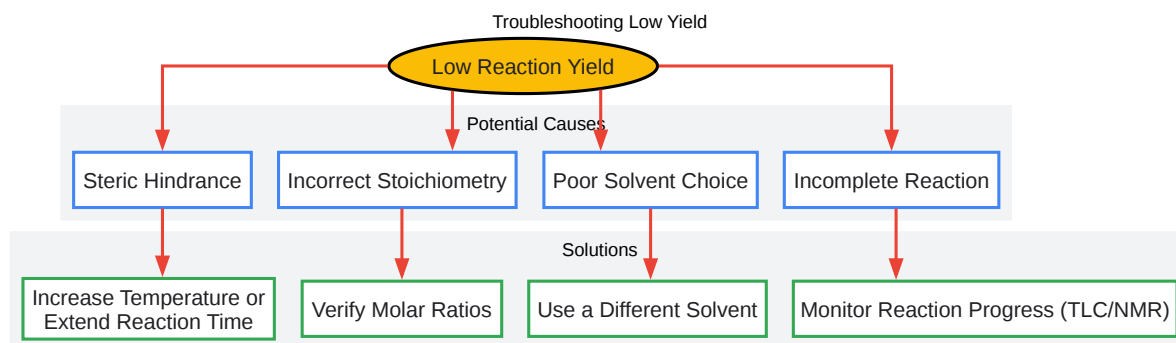 Troubleshooting Low Yield
Low Reaction Yield
Potential Causes
Steric Hindrance
Incorrect Stoichiometry
Poor Solvent Choice
Incomplete Reaction
Solutions
Increase Temperature or
Extend Reaction Time
Verify Molar Ratios
Use a Different Solvent
Monitor Reaction Progress (TLC/NMR)